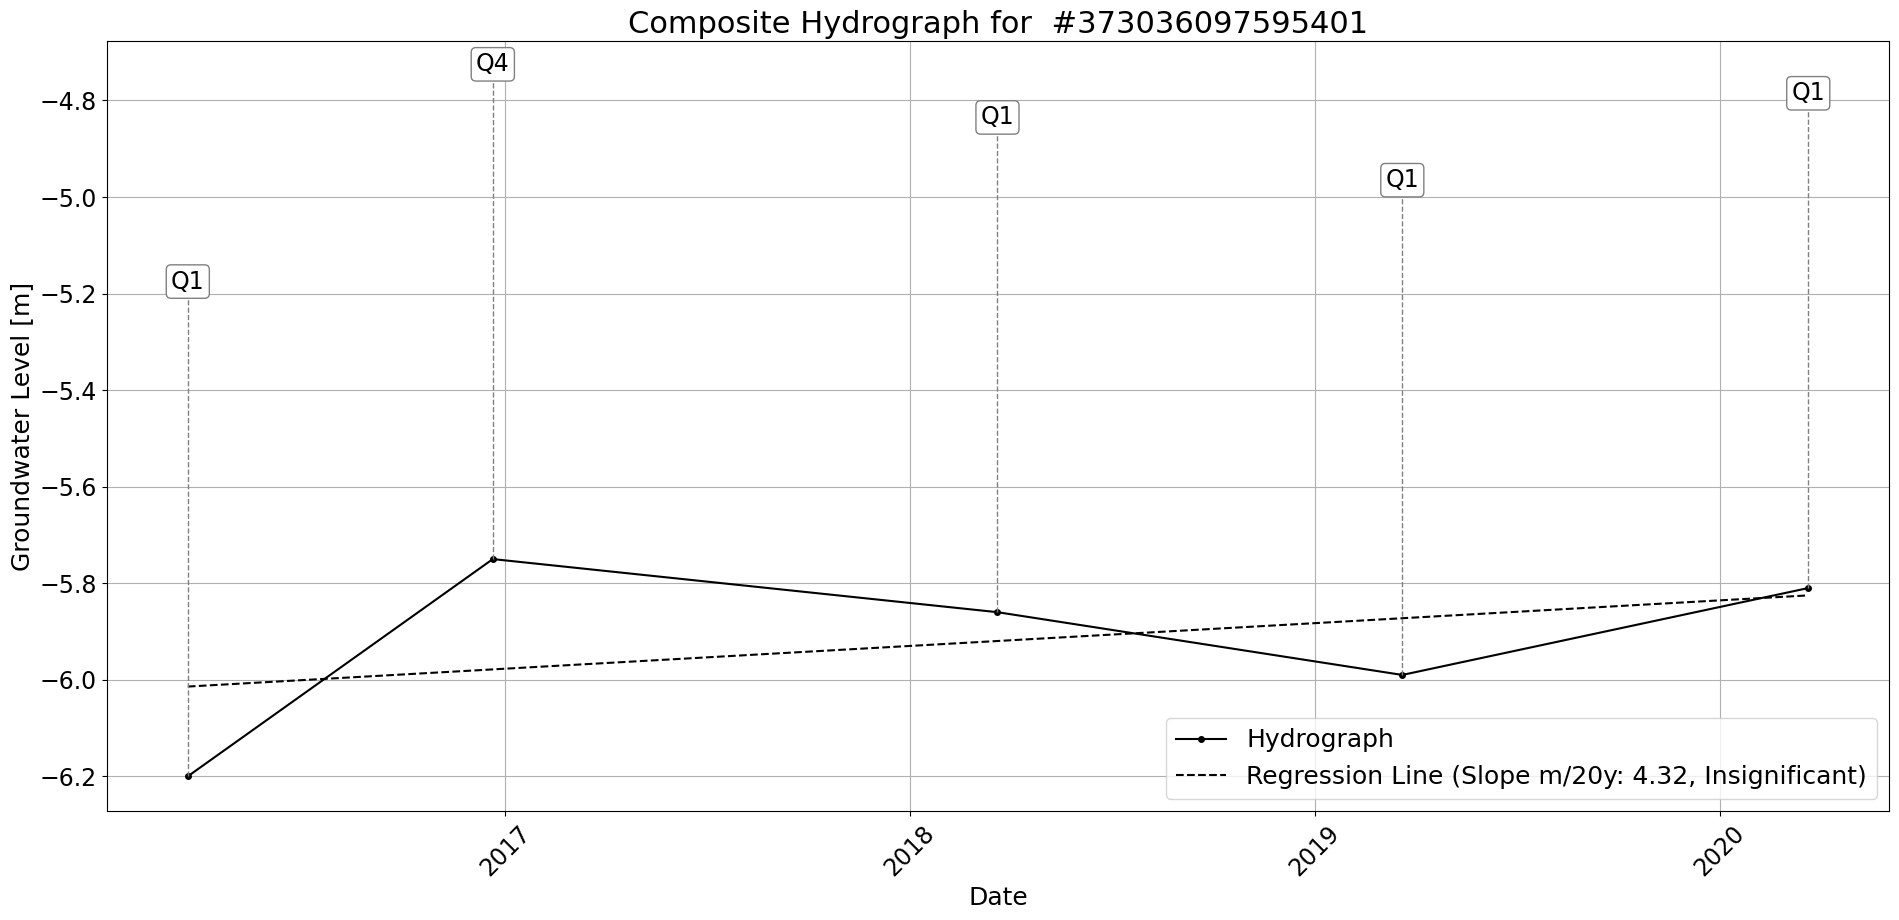 Composite Hydrograph for  #373036097595401
Q4
Q1
Q1
Q1
Q1
−4.8
−5.0
−5.2
−5.4
−5.6
−5.8
−6.0
−6.2
Groundwater Level [m]
Hydrograph
Regression Line (Slope m/20y: 4.32, Insignificant)
2017
2018
2019
2020
Date